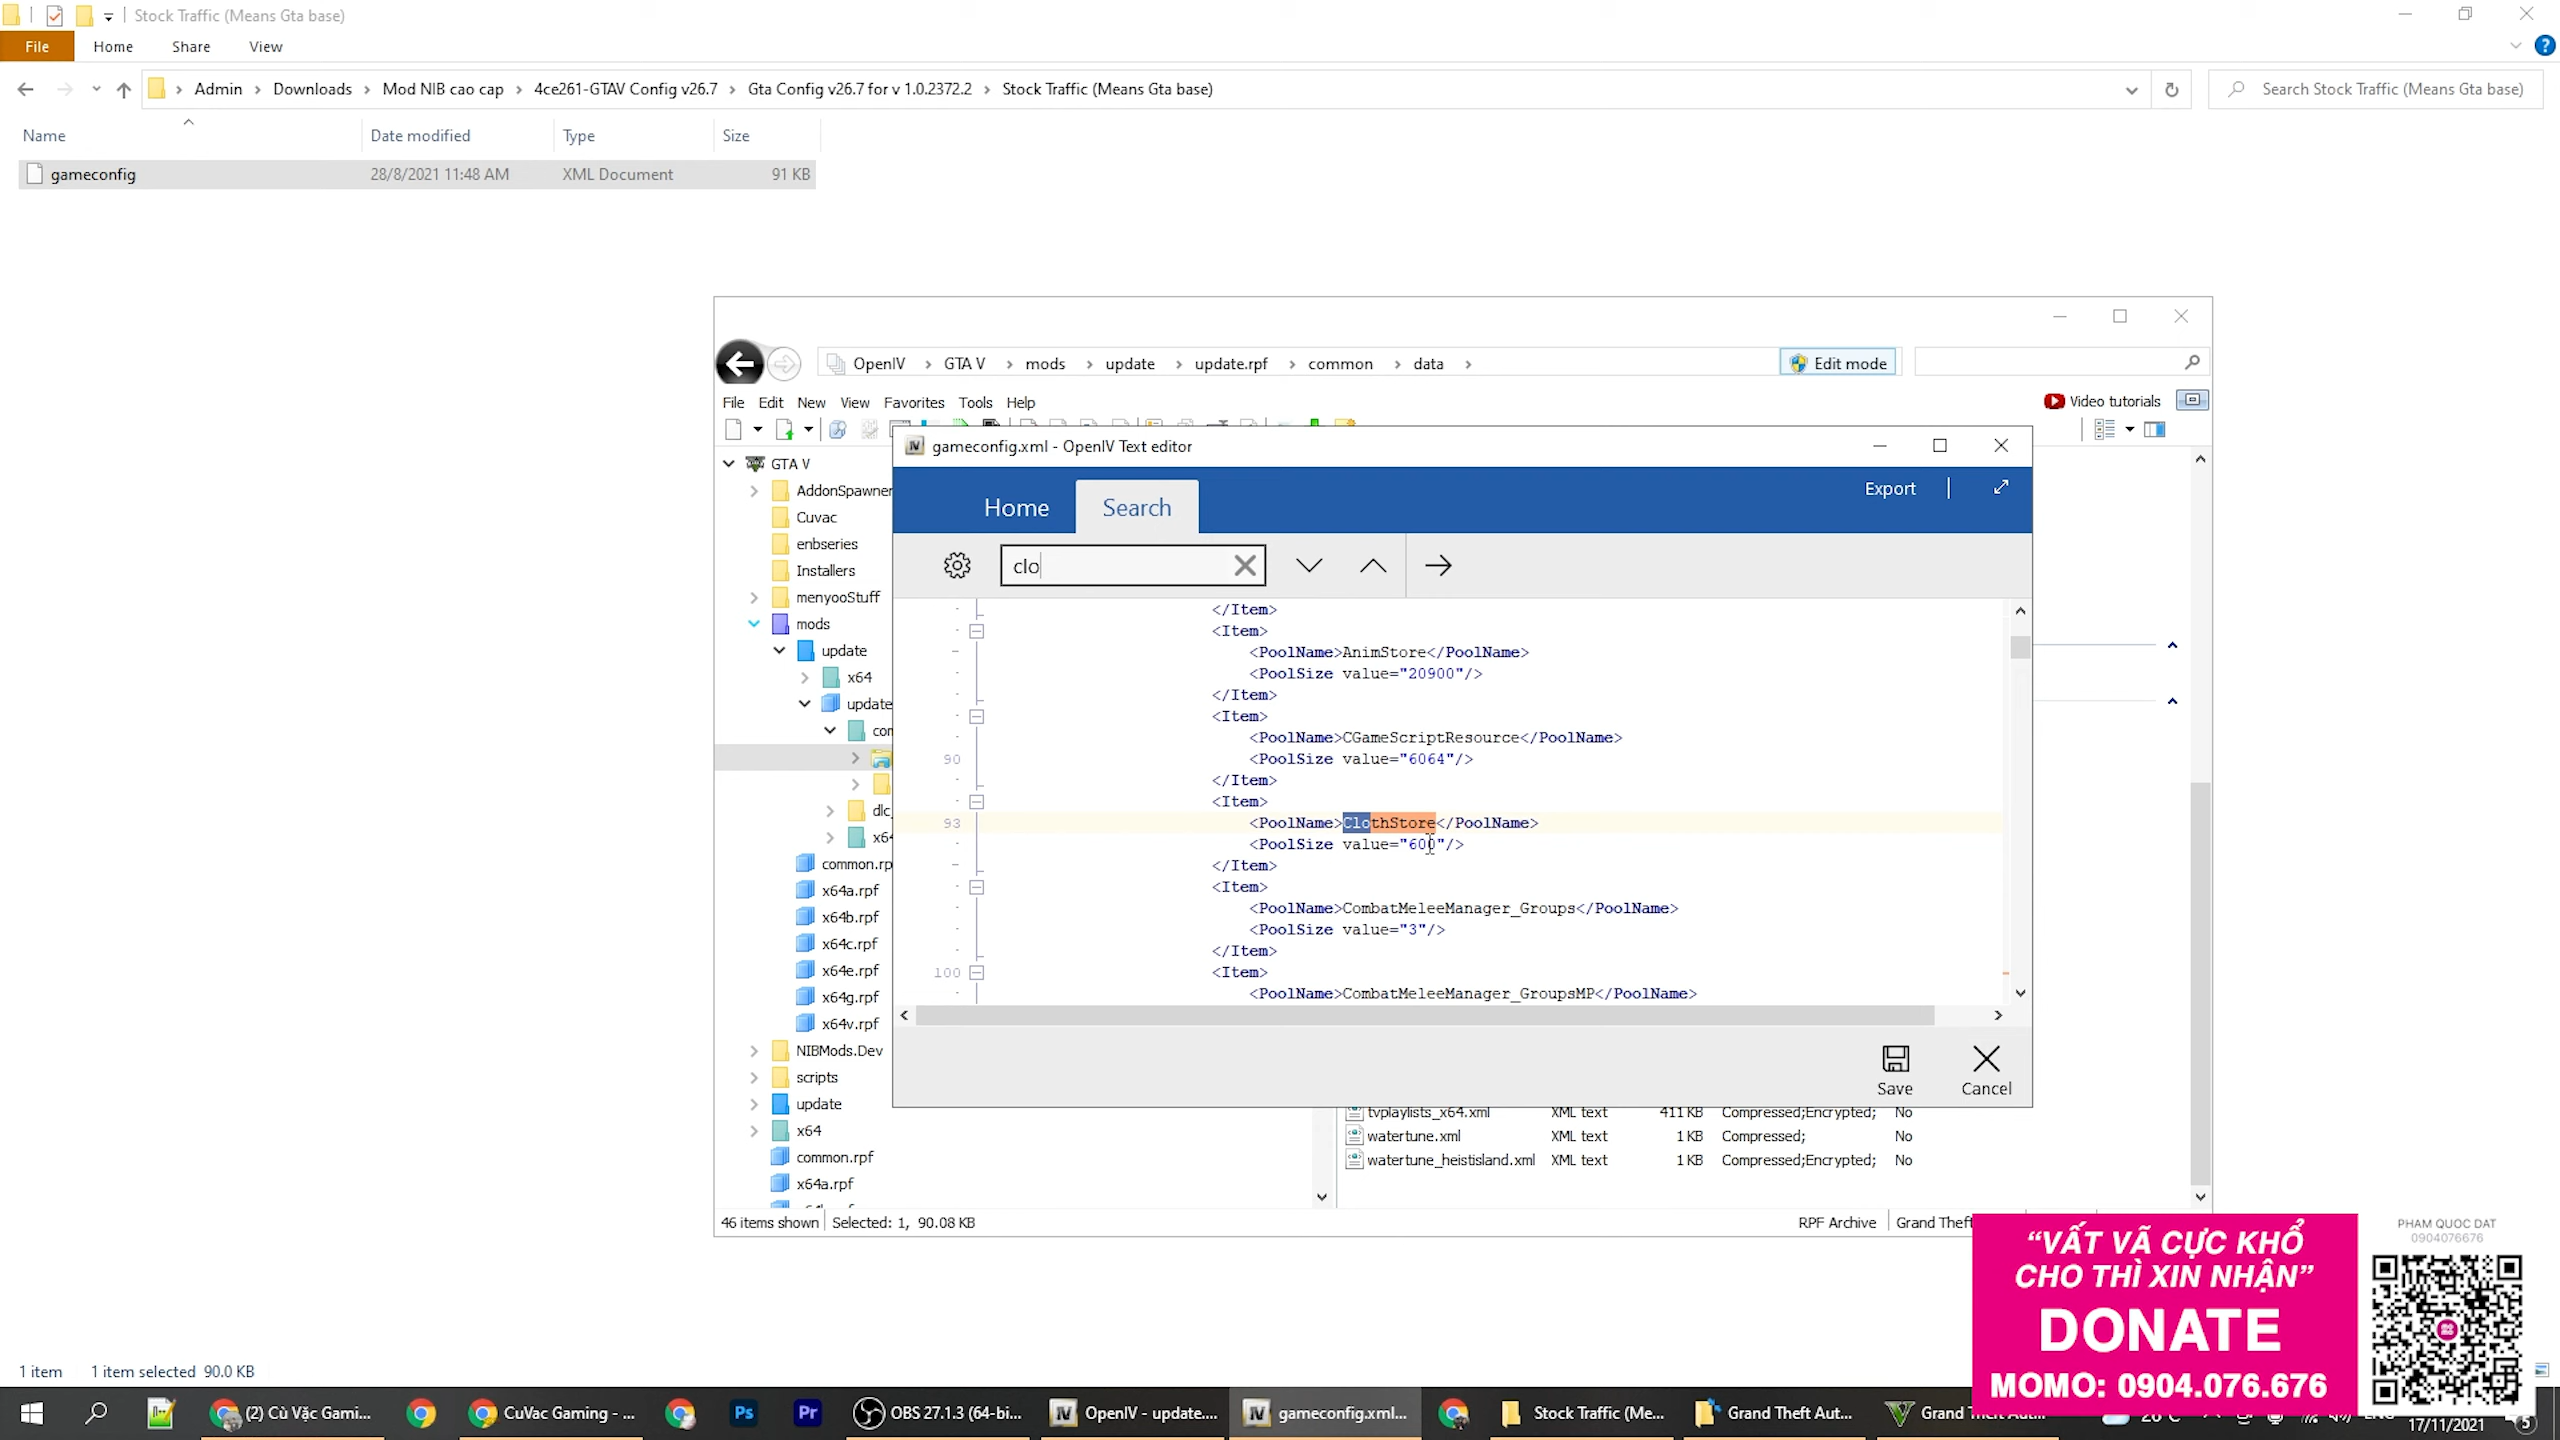 Stock Traffic (Means Gta base)
File Home Share View
Admin Downloads Mod NIB cao cap 4ce261-GTAV Config v26.7 Gta Config v26.7 for v 1.0.2372.2 Stock Traffic (Means Gta base)
Search Stock Traffic (Means Gta base)
Name Date modified Type Size
gameconfig 28/8/2021 11:48 AM XML Document 91 KB
OpenIV GTA V mods update update.rpf common data
Edit mode
File Edit New View Favorites Tools Help
Video tutorials
GTA V
AddonSpawner
Cuvac
enbseries
Installers
menyooStuff
mods
update
x64
update
dlc_
common.rp
x64a.rpf
x64b.rpf
x64c.rpf
x64e.rpf
x64g.rpf
x64v.rpf
NIBMods.Dev
scripts
update
x64
common.rpf
x64a.rpf
gameconfig.xml - OpenIV Text editor
Home Search
Export
clo
</Item>
<Item>
<PoolName>AnimStore</PoolName>
<PoolSize value="20900"/>
</Item>
<Item>
<PoolName>CGameScriptResource</PoolName>
90 <PoolSize value="6064"/>
</Item>
<Item>
93 <PoolName>ClothStore</PoolName>
<PoolSize value="600"/>
</Item>
<Item>
<PoolName>CombatMeleeManager_Groups</PoolName>
<PoolSize value="3"/>
</Item>
100 <Item>
<PoolName>CombatMeleeManager_GroupsMP</PoolName>
Save Cancel
tvplaylists_x64.xml XML text 411 KB Compressed;Encrypted; No
watertune.xml XML text 1 KB Compressed; No
watertune_heistisland.xml XML text 1 KB Compressed;Encrypted; No
46 items shown Selected: 1, 90.08 KB
RPF Archive Grand Theft
“VẤT VÃ CỰC KHỔ
CHO THÌ XIN NHẬN”
DONATE
MOMO: 0904.076.676
PHAM QUOC DAT
0904076676
1 item 1 item selected 90.0 KB
(2) Cù Vặc Gami... CuVac Gaming - ... Ps Pr OBS 27.1.3 (64-bi... OpenIV - update.... gameconfig.xml... Stock Traffic (Me... Grand Theft Aut...
17/11/2021
5